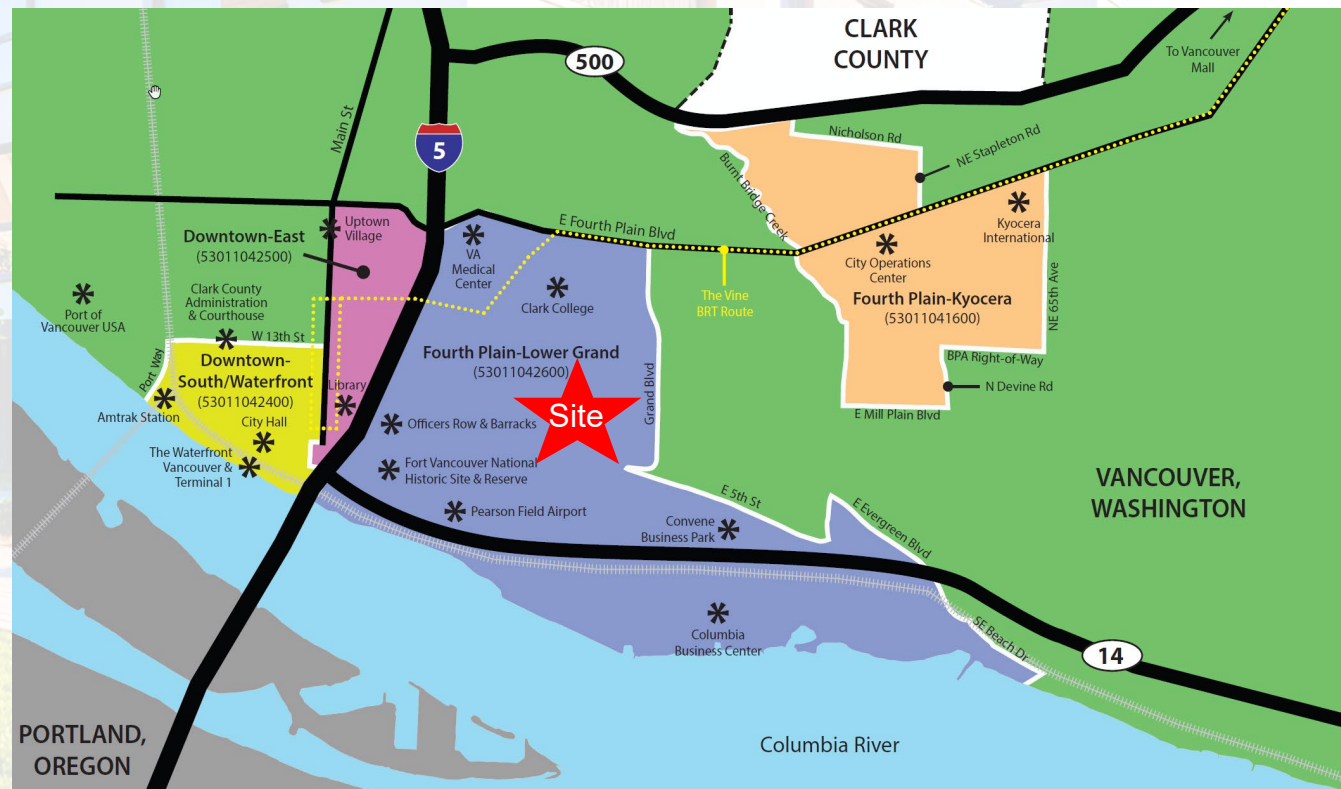 CLARK
COUNTY
To Vancouver
Mall
500
Main St
5
Nicholson Rd
NE Stapleton Rd
Burnt Bridge Creek
Uptown
Village
E Fourth Plain Blvd
Downtown-East
(53011042500)
VA
Medical
Center
Kyocera
International
City Operations
Center
Clark County
Administration
& Courthouse
Port of
Vancouver USA
Clark College
The Vine
BRT Route
Fourth Plain-Kyocera
(53011041600)
NE 65th Ave
W 13th St
Port Way
Downtown-
South/Waterfront
(53011042400)
Fourth Plain-Lower Grand
(53011042600)
BPA Right-of-Way
N Devine Rd
Library
Grand Blvd
Amtrak Station
City Hall
Officers Row & Barracks
Site
E Mill Plain Blvd
The Waterfront
Vancouver &
Terminal 1
Fort Vancouver National
Historic Site & Reserve
VANCOUVER,
WASHINGTON
E 5th St
E Evergreen Blvd
Pearson Field Airport
Convene
Business Park
Columbia
Business Center
SE Beach Dr
14
PORTLAND,
OREGON
Columbia River